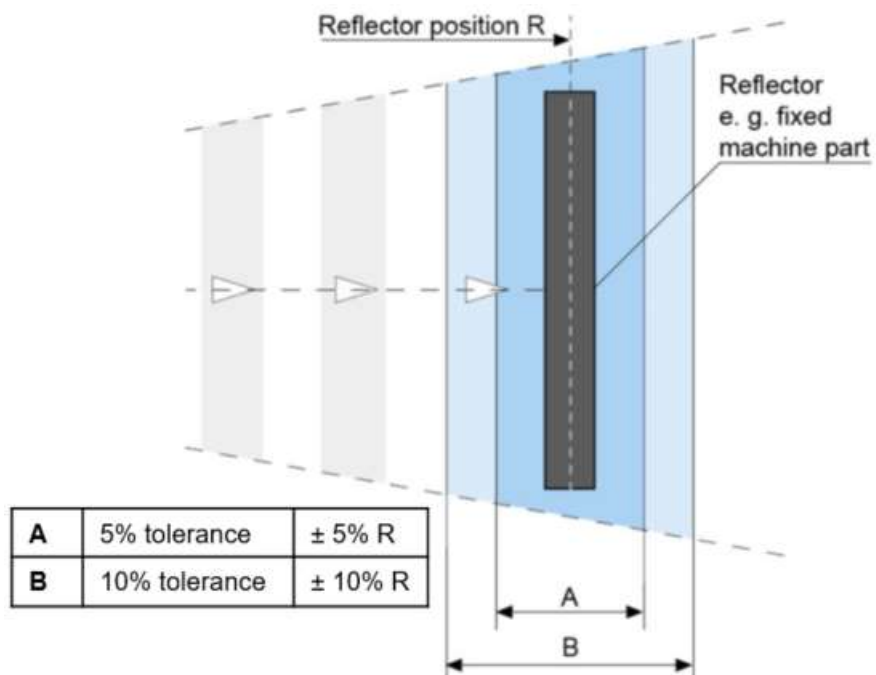 Reflector position R
Reflector
e. g. fixed
machine part
A 5% tolerance ± 5% R
B 10% tolerance ± 10% R
A
B